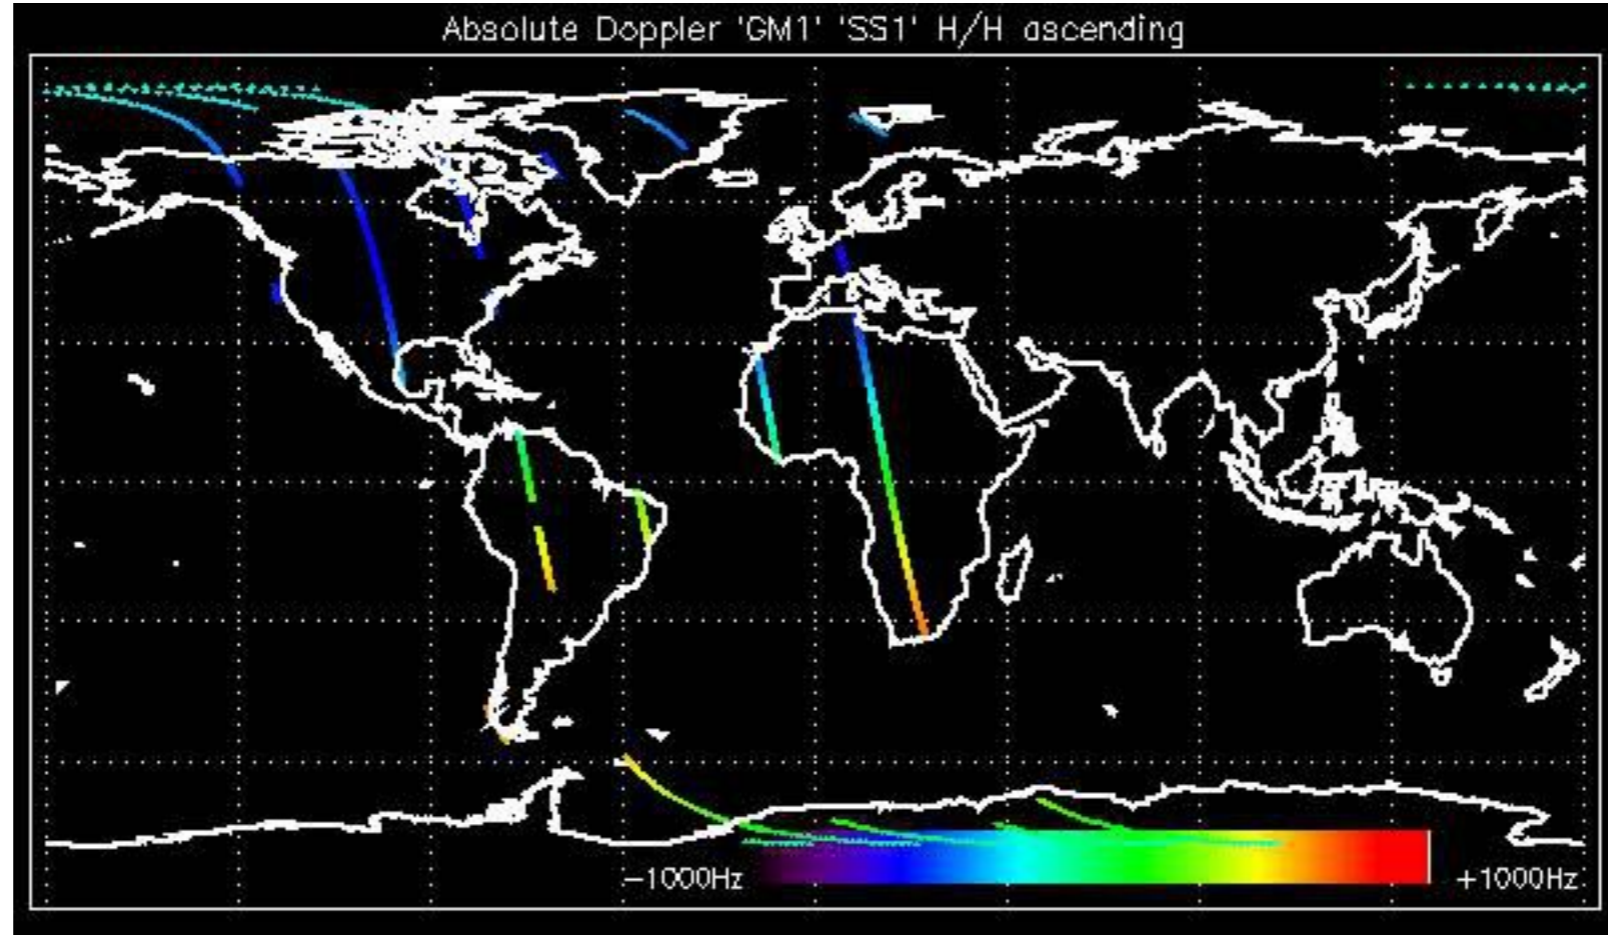 Absolute Doppler 'GM1' 'SS1' H/H ascending
−1000Hz
+1000Hz